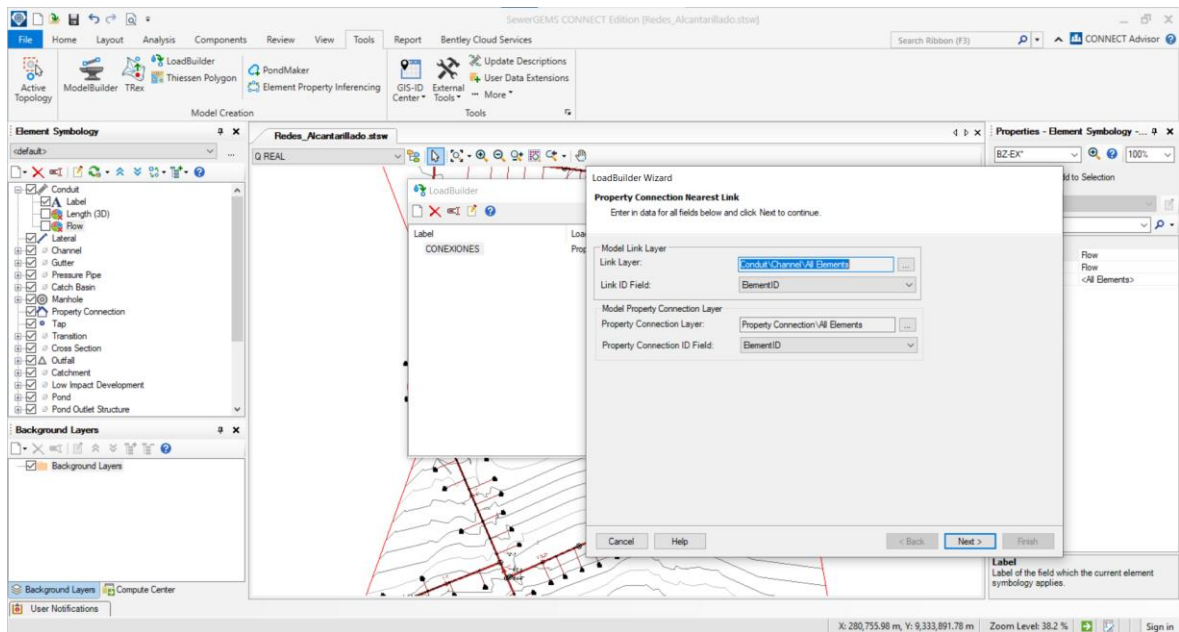 SewerGEMS CONNECT Edition [Redes_Alcantarillado.stsw]
File Home Layout Analysis Components Review View Tools Report Bentley Cloud Services
Search Ribbon (F3)
CONNECT Advisor
Active Topology
ModelBuilder
TRex
LoadBuilder
Thiessen Polygon
PondMaker
Element Property Inferencing
GIS-ID Center
External Tools
Update Descriptions
User Data Extensions
More
Model Creation
Tools
Element Symbology
<default>
Conduit
Label
Length (3D)
Flow
Lateral
Channel
Gutter
Pressure Pipe
Catch Basin
Manhole
Property Connection
Tap
Transition
Cross Section
Outfall
Catchment
Low Impact Development
Pond
Pond Outlet Structure
Background Layers
Background Layers
Background Layers
Compute Center
User Notifications
Redes_Alcantarillado.stsw
Q REAL
LoadBuilder
Label
Loa
CONEXIONES
Prop
LoadBuilder Wizard
Property Connection Nearest Link
Enter in data for all fields below and click Next to continue.
Model Link Layer
Link Layer: Conduit\Channel\All Elements ...
Link ID Field: ElementID
Model Property Connection Layer
Property Connection Layer: Property Connection\All Elements ...
Property Connection ID Field: ElementID
Cancel Help < Back Next > Finish
Properties - Element Symbology -...
BZ-EX*
100%
dd to Selection
Flow
Flow
<All Elements>
Label
Label of the field which the current element
symbology applies.
X: 280,755.98 m, Y: 9,333,891.78 m Zoom Level: 38.2 % Sign in